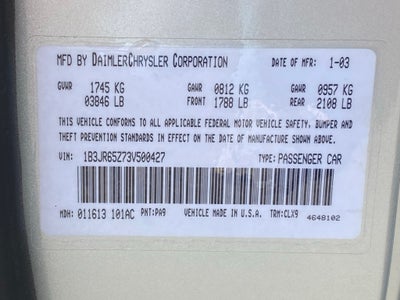 MFD BY DAIMLERCHRYSLER CORPORATION DATE OF MFR: 1-03
GVWR 1745 KG GAWR 0812 KG GAWR 0957 KG
03846 LB FRONT 1788 LB REAR 2108 LB
THIS VEHICLE CONFORMS TO ALL APPLICABLE FEDERAL MOTOR VEHICLE SAFETY, BUMPER AND
THEFT PREVENTION STANDARDS IN EFFECT ON THE DATE OF MANUFACTURE SHOWN ABOVE.
VIN: 1B3JR65Z73V500427 TYPE: PASSENGER CAR
MDH: 011613 101AC PNT: PA9 VEHICLE MADE IN U.S.A. TRM: CLX9
4648102